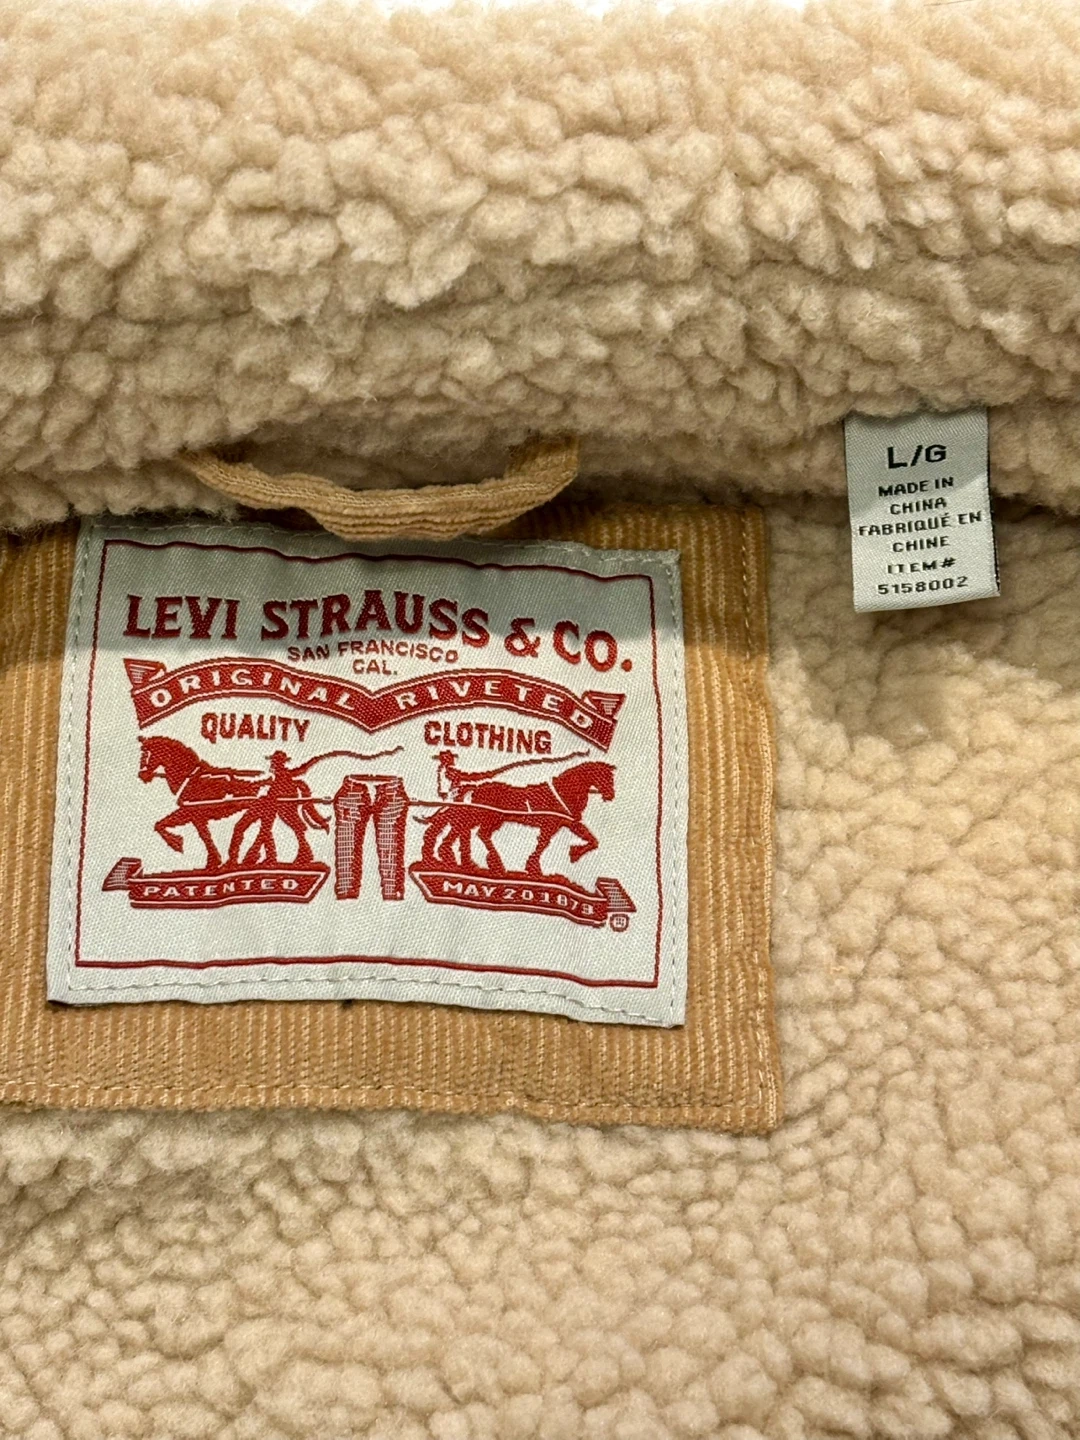 LEVI STRAUSS & CO.
SAN FRANCISCO
CAL.
ORIGINAL RIVETED
QUALITY CLOTHING
PATENTED MAY 20 1873
®
L/G
MADE IN
CHINA
FABRIQUÉ EN
CHINE
ITEM#
5158002